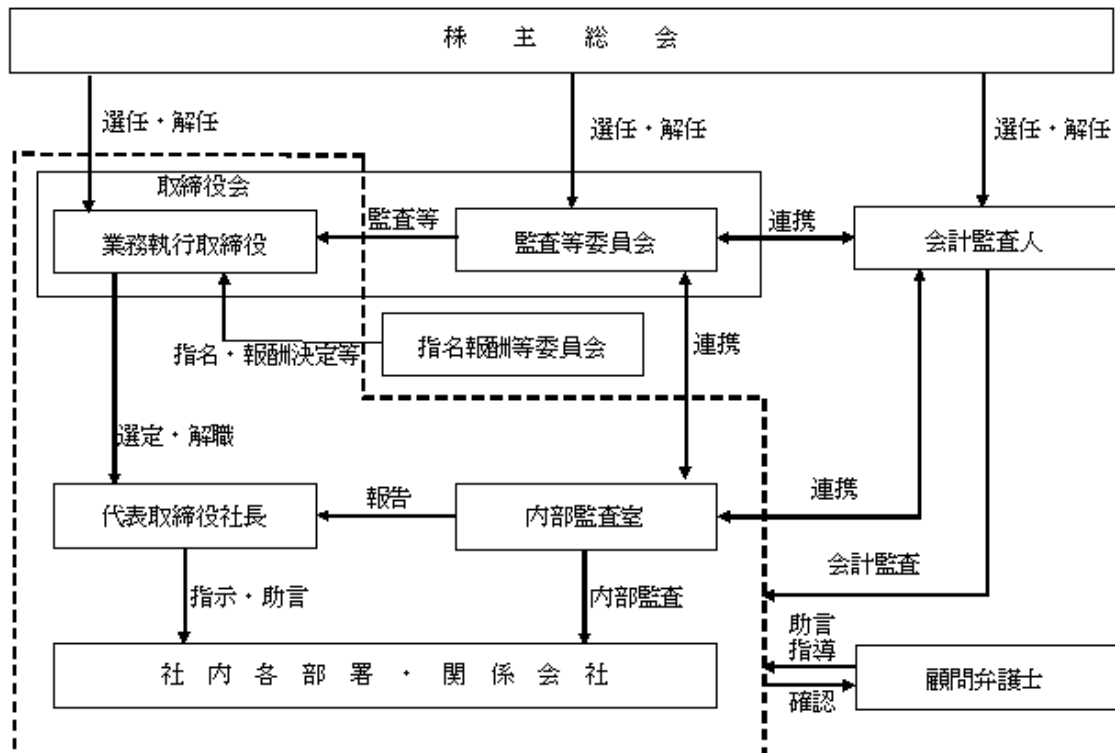 株主総会
選任・解任
選任・解任
選任・解任
取締役会
業務執行取締役
監査等
監査等委員会
連携
会計監査人
指名・報酬決定等
指名報酬等委員会
連携
選定・解職
代表取締役社長
報告
内部監査室
連携
会計監査
指示・助言
内部監査
助言
指導
社内各部署・関係会社
顧問弁護士
確認